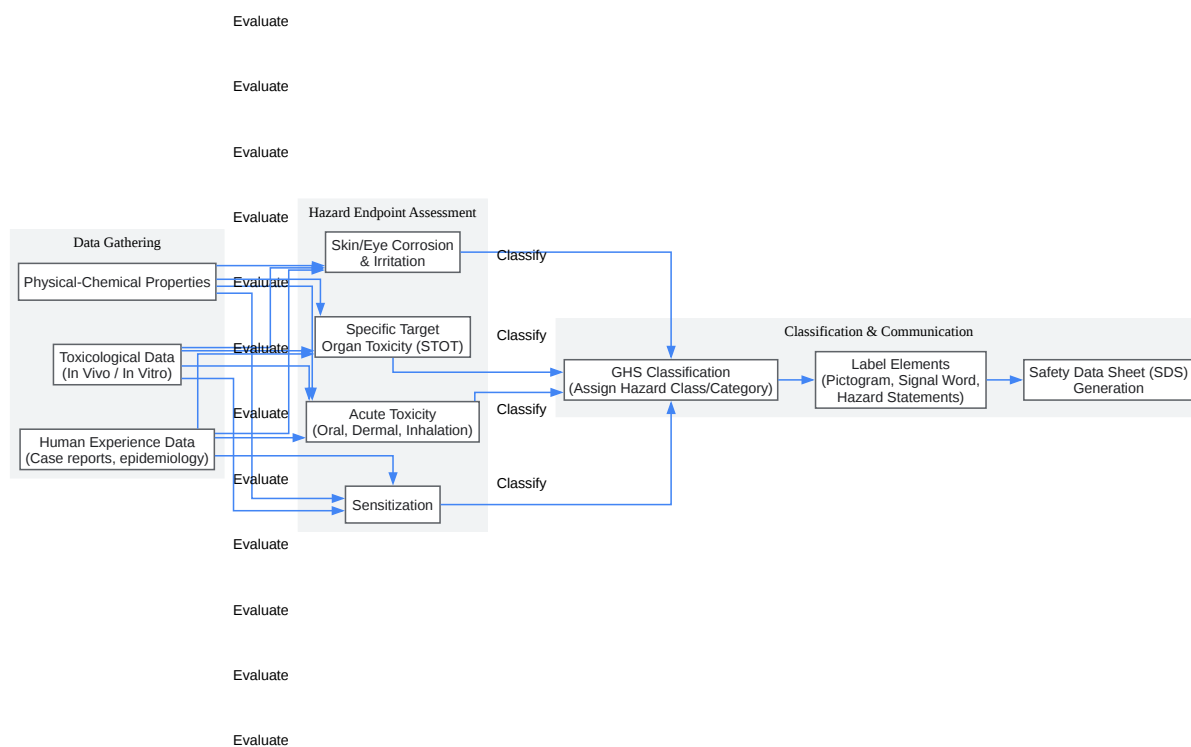 Evaluate
Evaluate
Evaluate
Evaluate
Evaluate
Evaluate
Evaluate
Evaluate
Evaluate
Evaluate
Evaluate
Evaluate
Data Gathering
Physical-Chemical Properties
Toxicological Data
(In Vivo / In Vitro)
Human Experience Data
(Case reports, epidemiology)
Hazard Endpoint Assessment
Skin/Eye Corrosion
& Irritation
Specific Target
Organ Toxicity (STOT)
Acute Toxicity
(Oral, Dermal, Inhalation)
Sensitization
Classify
Classify
Classify
Classify
Classification & Communication
GHS Classification
(Assign Hazard Class/Category)
Label Elements
(Pictogram, Signal Word,
Hazard Statements)
Safety Data Sheet (SDS)
Generation